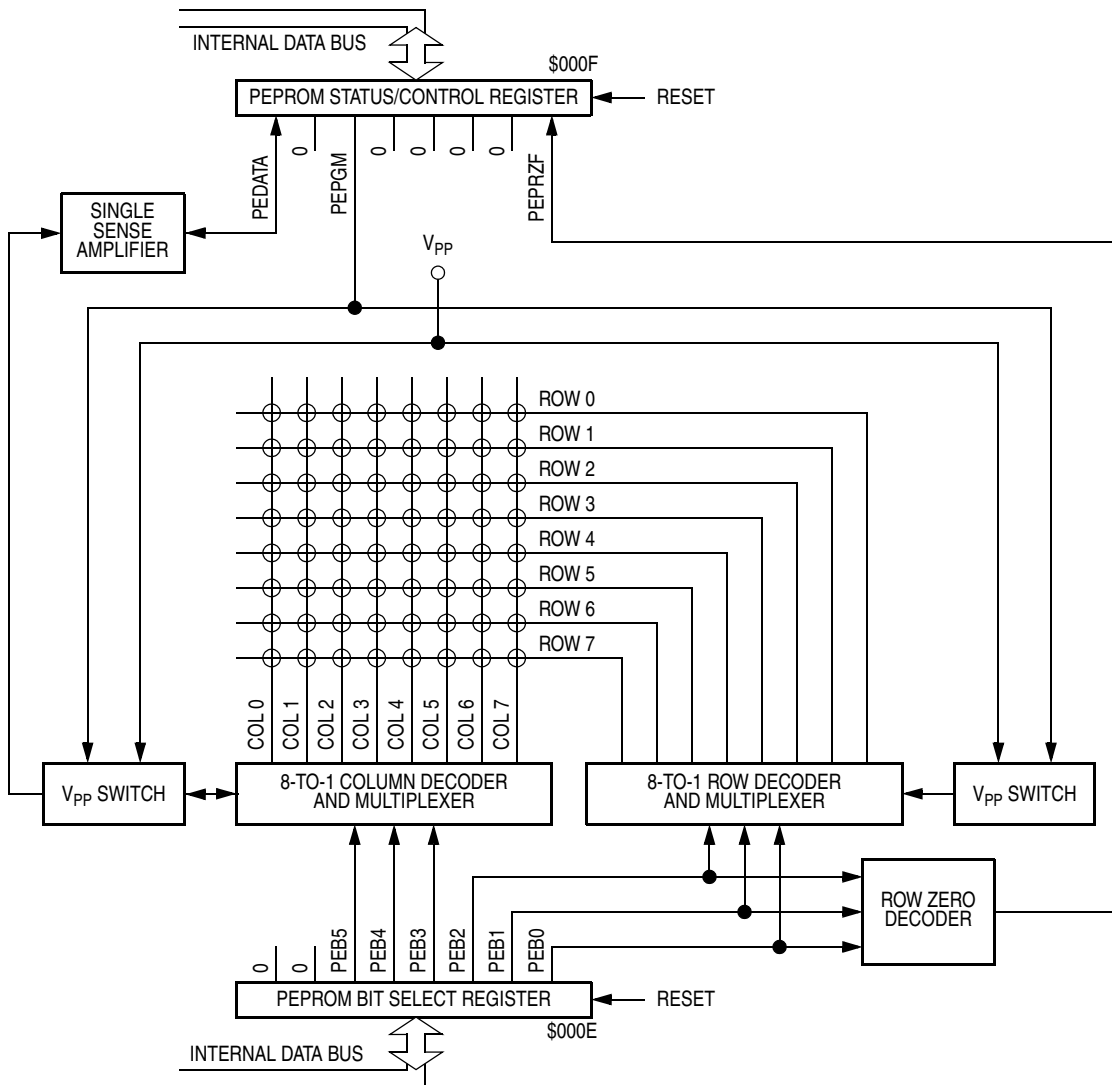 INTERNAL DATA BUS
$000F
PEPROM STATUS/CONTROL REGISTER
RESET
PEDATA
0
PEPGM
0
0
0
0
PEPRZF
SINGLE
SENSE
AMPLIFIER
VPP
ROW 0
ROW 1
ROW 2
ROW 3
ROW 4
ROW 5
ROW 6
ROW 7
COL 0
COL 1
COL 2
COL 3
COL 4
COL 5
COL 6
COL 7
VPP SWITCH
8-TO-1 COLUMN DECODER
AND MULTIPLEXER
8-TO-1 ROW DECODER
AND MULTIPLEXER
VPP SWITCH
ROW ZERO
DECODER
0
0
PEB5
PEB4
PEB3
PEB2
PEB1
PEB0
PEPROM BIT SELECT REGISTER
RESET
$000E
INTERNAL DATA BUS